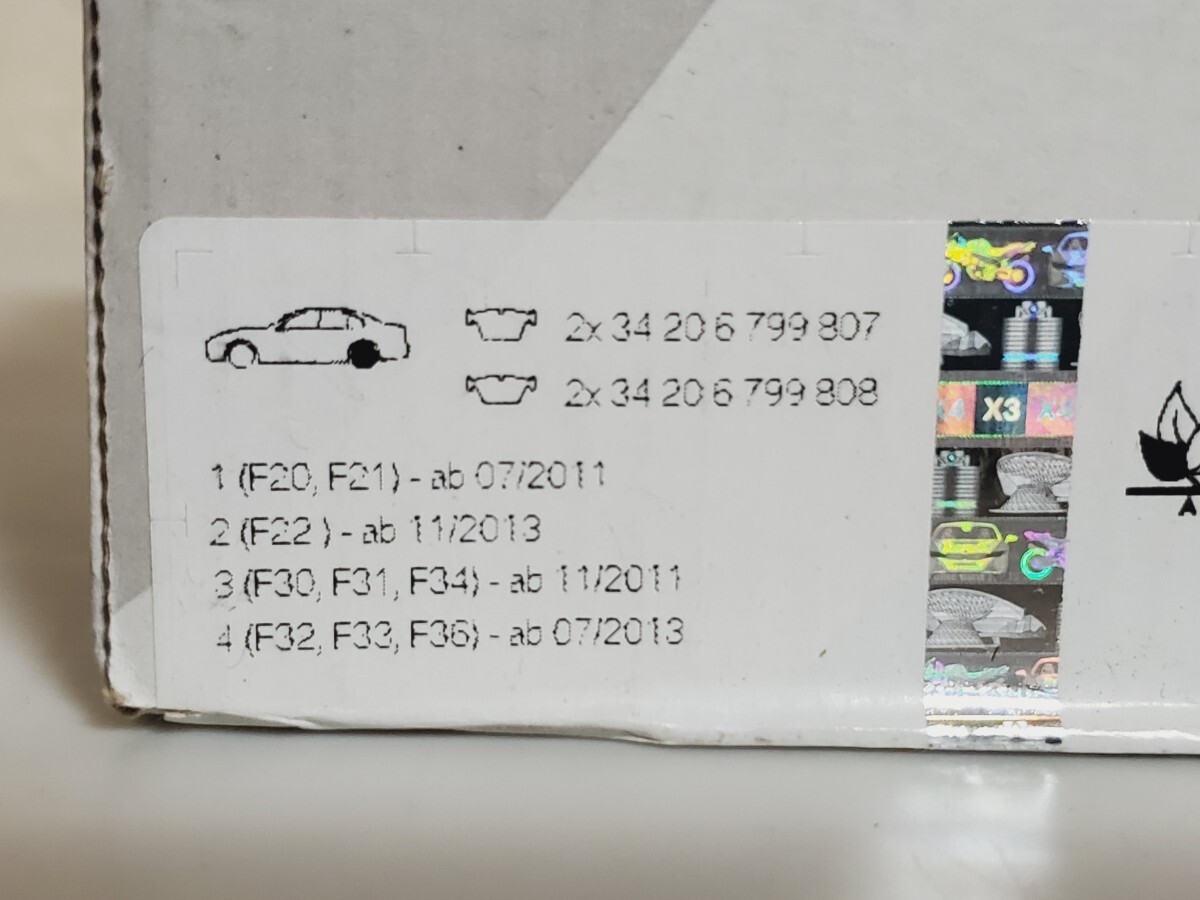 2x 34 20 6 799 807
2x 34 20 6 799 808
X4 X3 X4
1 (F20, F21) - ab 07/2011
2 (F22 ) - ab 11/2013
3 (F30, F31, F34) - ab 11/2011
4 (F32, F33, F36) - ab 07/2013